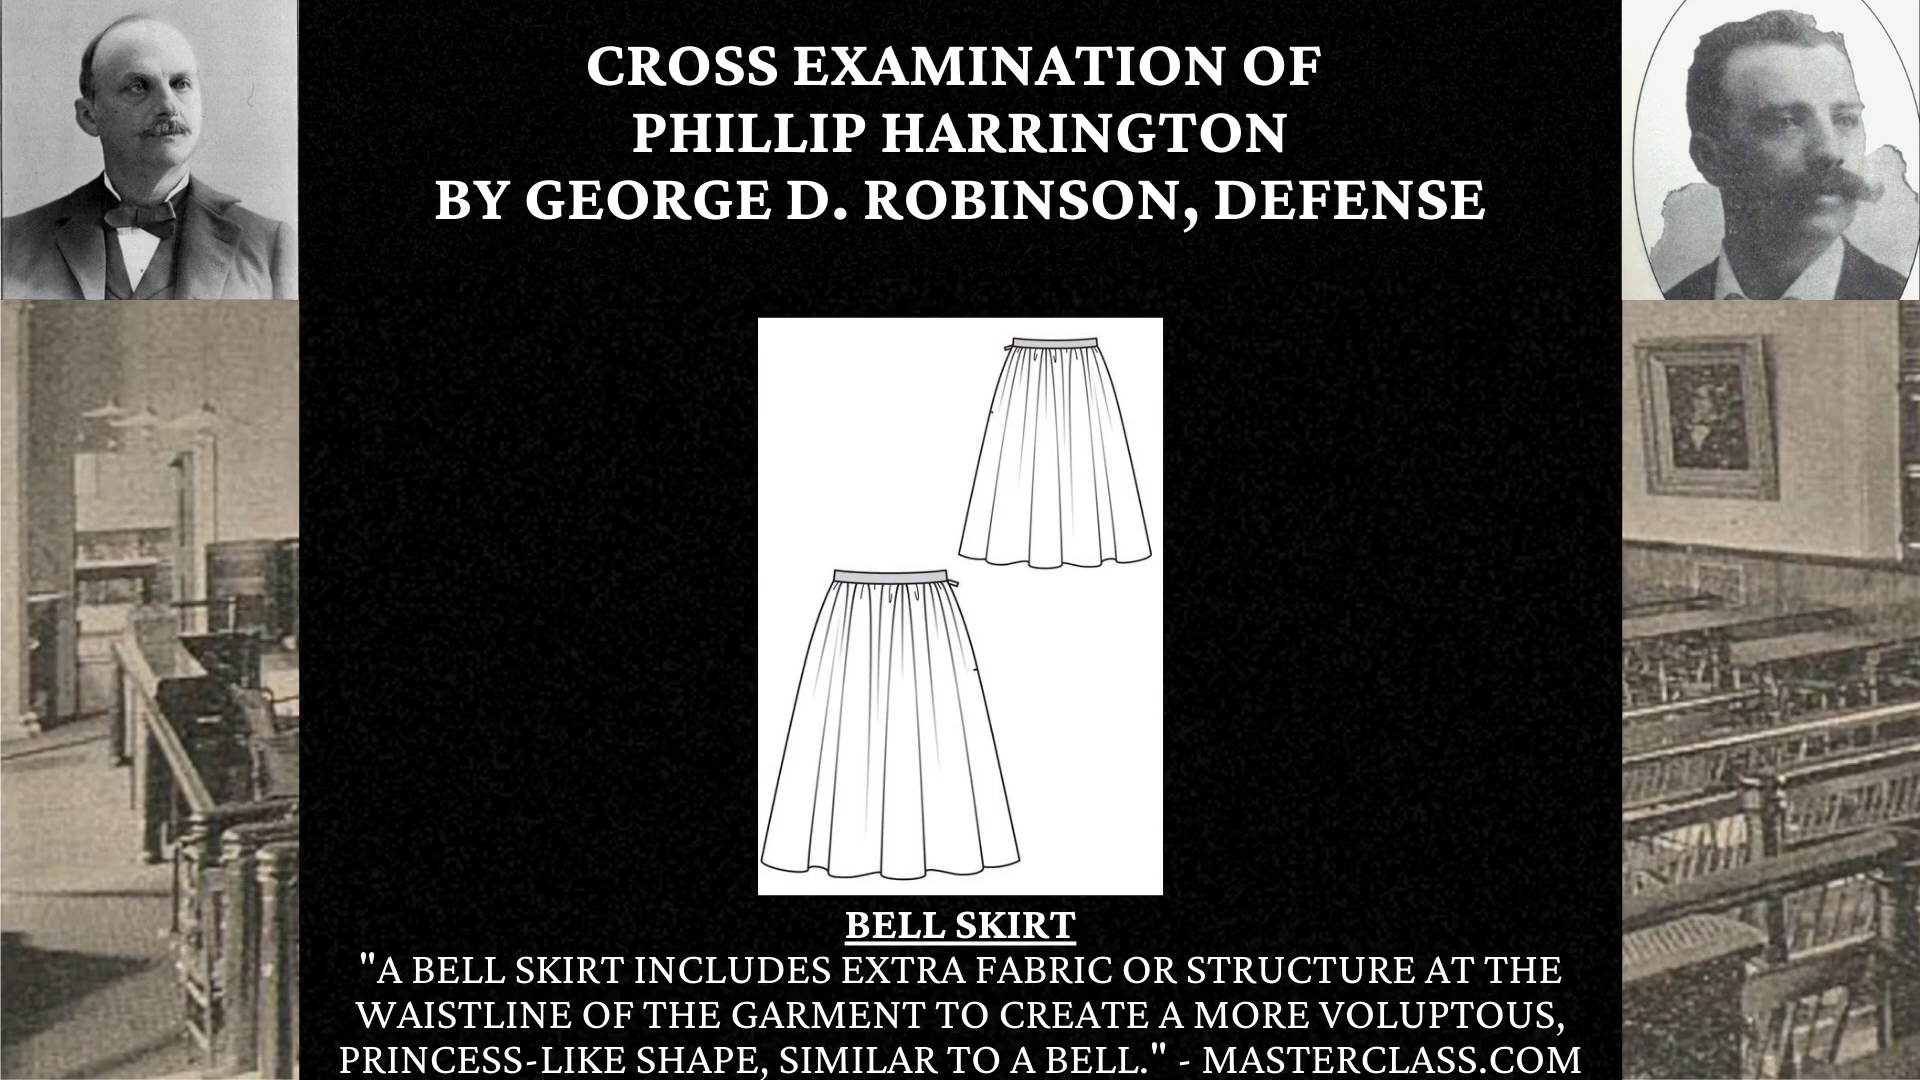 CROSS EXAMINATION OF
PHILLIP HARRINGTON
BY GEORGE D. ROBINSON, DEFENSE
BELL SKIRT
"A BELL SKIRT INCLUDES EXTRA FABRIC OR STRUCTURE AT THE
WAISTLINE OF THE GARMENT TO CREATE A MORE VOLUPTOUS,
PRINCESS-LIKE SHAPE, SIMILAR TO A BELL." - MASTERCLASS.COM